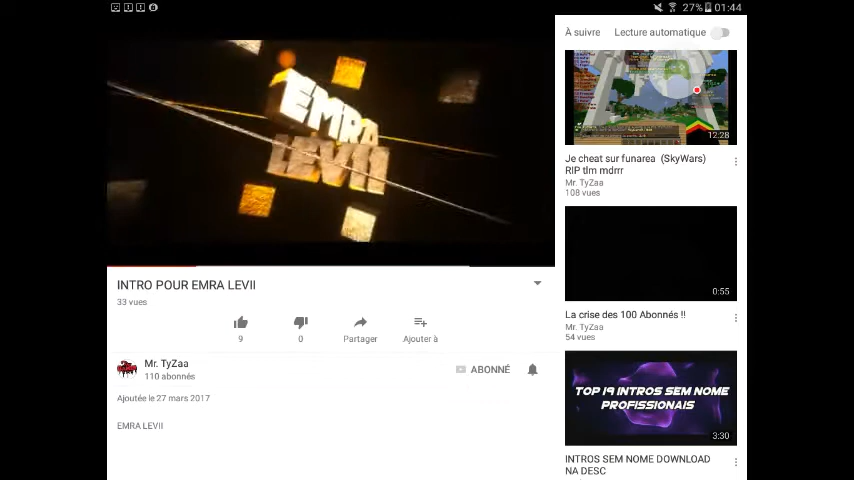 27% 01:44
EMRA
LEVII
INTRO POUR EMRA LEVII
33 vues
9
0
Partager
Ajouter à
Mr. TyZaa
110 abonnés
ABONNÉ
Ajoutée le 27 mars 2017
EMRA LEVII
À suivre
Lecture automatique
12:28
Je cheat sur funarea (SkyWars)
RIP tlm mdrrr
Mr. TyZaa
108 vues
0:55
La crise des 100 Abonnés !!
Mr. TyZaa
54 vues
TOP 19 INTROS SEM NOME
PROFISSIONAIS
3:30
INTROS SEM NOME DOWNLOAD
NA DESC